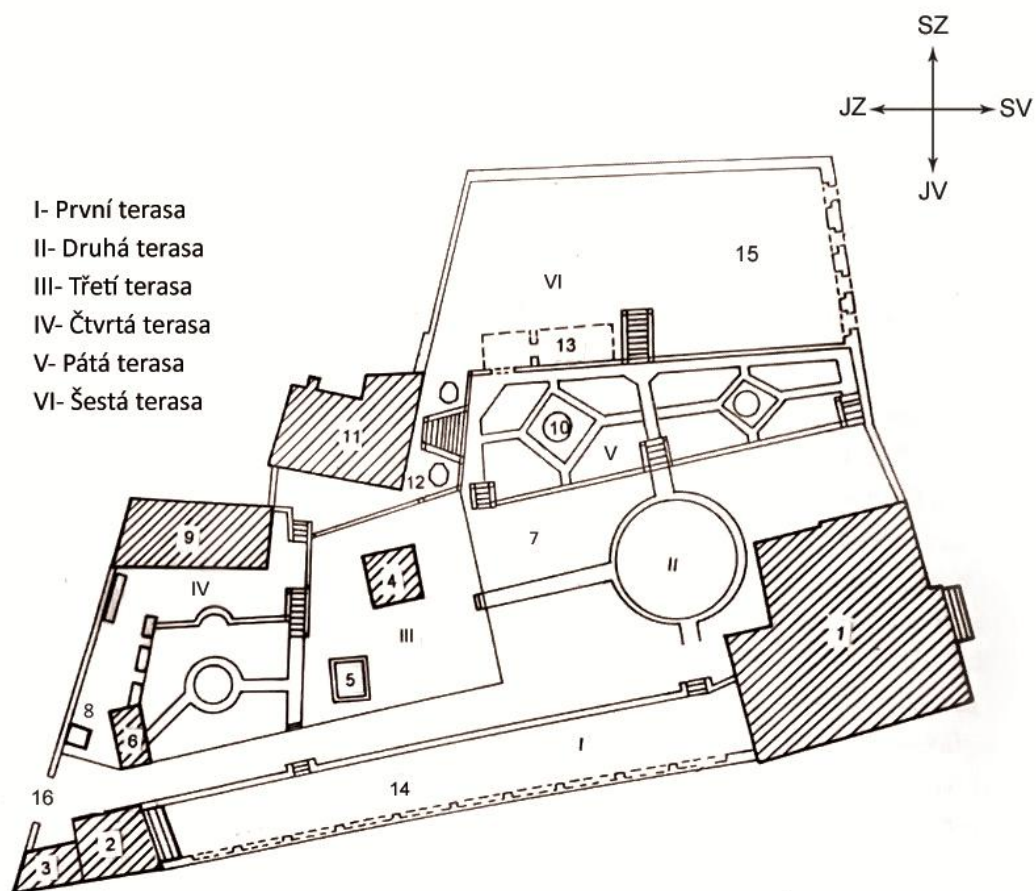 SZ
JZ SV
JV
I- První terasa
II- Druhá terasa
III- Třetí terasa
IV- Čtvrtá terasa
V- Pátá terasa
VI- Šestá terasa
15
VI
13
11
10
V
12
9
7
II
IV
4
1
III
5
8
6
I
16
14
2
3